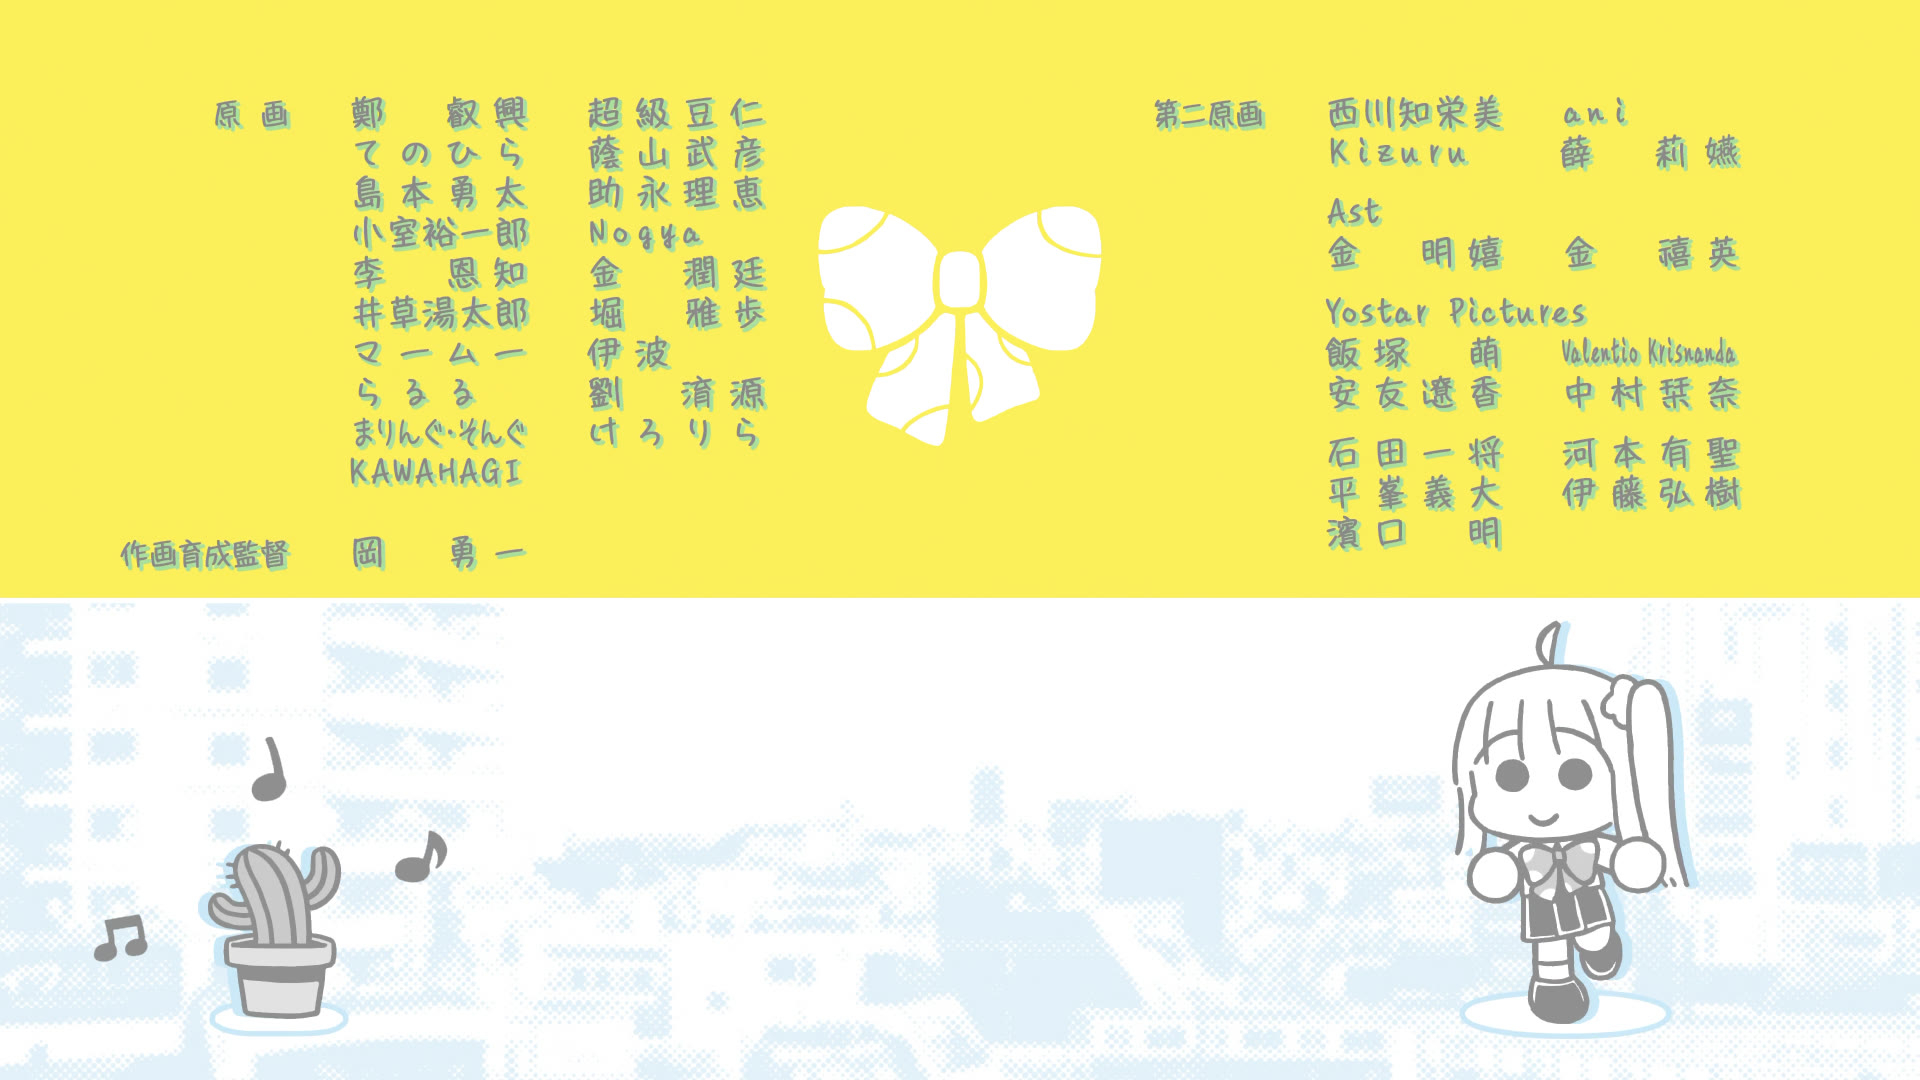 原画 鄭 叡興 超級豆仁
てのひら 蔭山武彦
島本勇太 助永理恵
小室裕一郎 Nogya
李 恩知 金 潤廷
井草湯太郎 堀 雅歩
マームー 伊波
らるる 劉 淯源
まりんぐ・そんぐ けろりら
KAWAHAGI
作画育成監督 岡 勇一
第二原画 西川知栄美 ani
Kizuru 薛 莉嬿
Ast
金 明嬉 金 禧英
Yostar Pictures
飯塚 萌 Valentio Krisnanda
安友遼香 中村栞奈
石田一将 河本有聖
平峯義大 伊藤弘樹
濱口 明